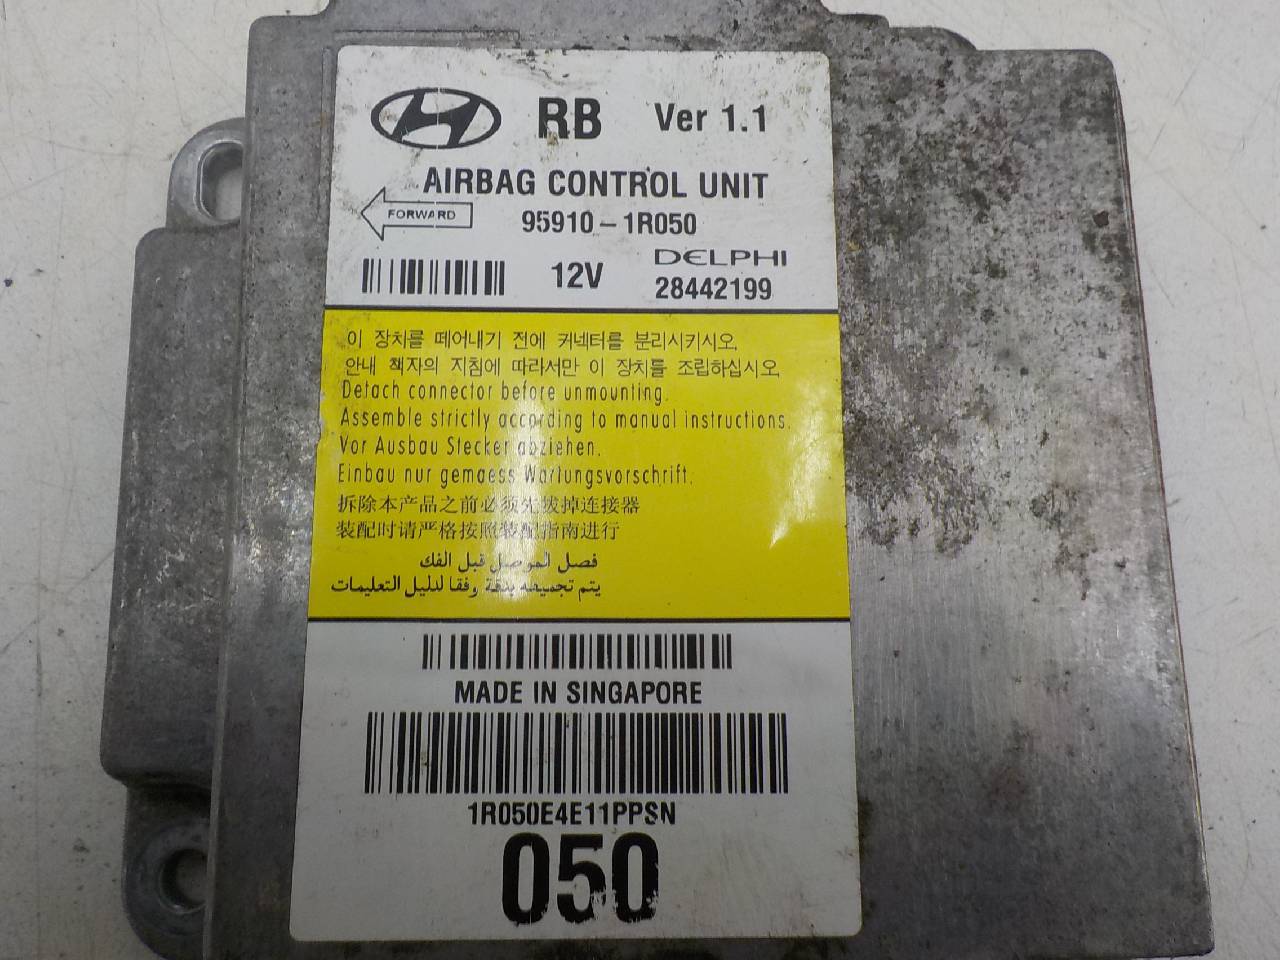 RB Ver 1.1
AIRBAG CONTROL UNIT
FORWARD 95910-1R050
12V DELPHI
28442199
이 장치를 떼어내기 전에 커넥터를 분리시키시오.
안내 책자의 지침에 따라서만 이 장치를 조립하십시오.
Detach connector before unmounting.
Assemble strictly according to manual instructions.
Vor Ausbau Stecker abziehen.
Einbau nur gemaess Wartungsvorschrift.
拆除本产品之前必须先拔掉连接器
装配时请严格按照装配指南进行
فصل الموصل قبل الفك
يتم تجميعه بدقة وفقا لدليل التعليمات
MADE IN SINGAPORE
1R050E4E11PPSN
050